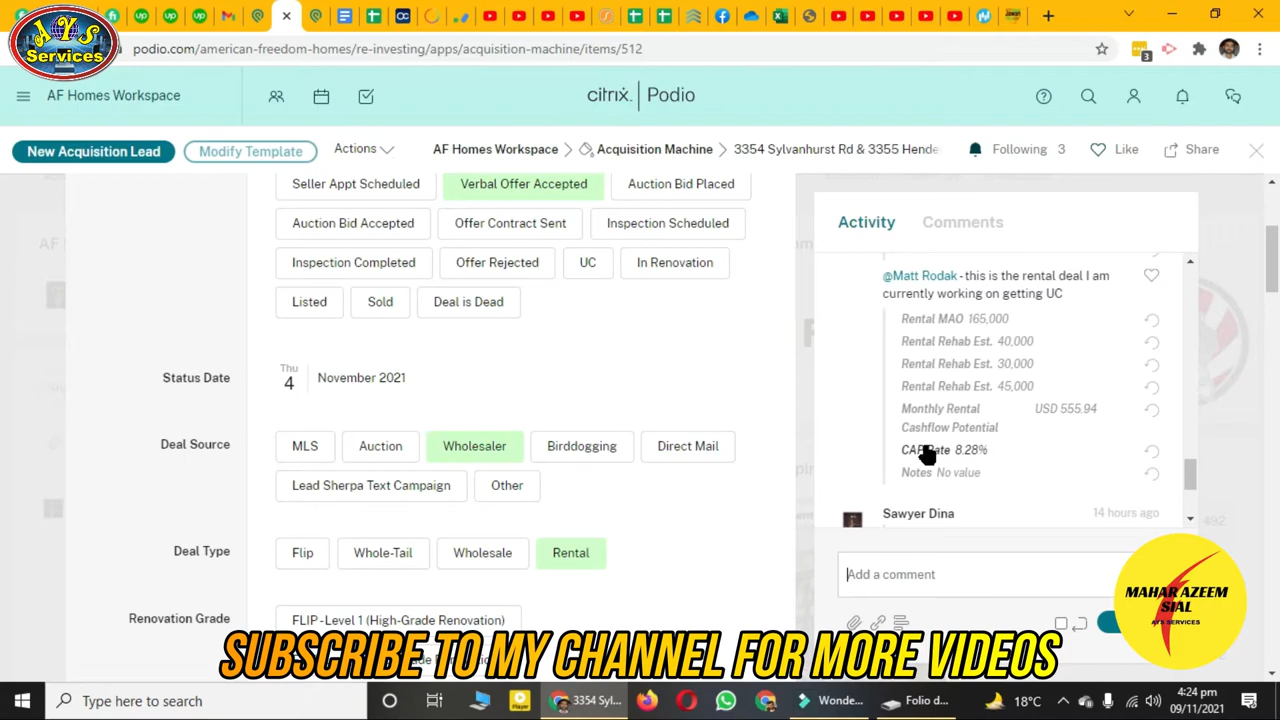 AYS
Services
podio.com/american-freedom-homes/re-investing/apps/acquisition-machine/items/512
3
AF Homes Workspace
citrix | Podio
New Acquisition Lead
Modify Template
Actions
AF Homes Workspace > Acquisition Machine > 3354 Sylvanhurst Rd & 3355 Hende
Following 3
Like
Share
Seller Appt Scheduled
Verbal Offer Accepted
Auction Bid Placed
Auction Bid Accepted
Offer Contract Sent
Inspection Scheduled
Inspection Completed
Offer Rejected
UC
In Renovation
Listed
Sold
Deal is Dead
Status Date
Thu
4
November 2021
Deal Source
MLS
Auction
Wholesaler
Birddogging
Direct Mail
Lead Sherpa Text Campaign
Other
Deal Type
Flip
Whole-Tail
Wholesale
Rental
Renovation Grade
FLIP - Level 1 (High-Grade Renovation)
Activity
Comments
@Matt Rodak - this is the rental deal I am
currently working on getting UC
Rental MAO 165,000
Rental Rehab Est. 40,000
Rental Rehab Est. 30,000
Rental Rehab Est. 45,000
Monthly Rental USD 555.94
Cashflow Potential
CAP Rate 8.28%
Notes No value
Sawyer Dina
14 hours ago
492
Add a comment
MAHAR AZEEM
SIAL
AYS SERVICES
SUBSCRIBE TO MY CHANNEL FOR MORE VIDEOS
Type here to search
Player
3354 Syl...
Wonde...
Folio d...
18°C
4:24 pm
09/11/2021